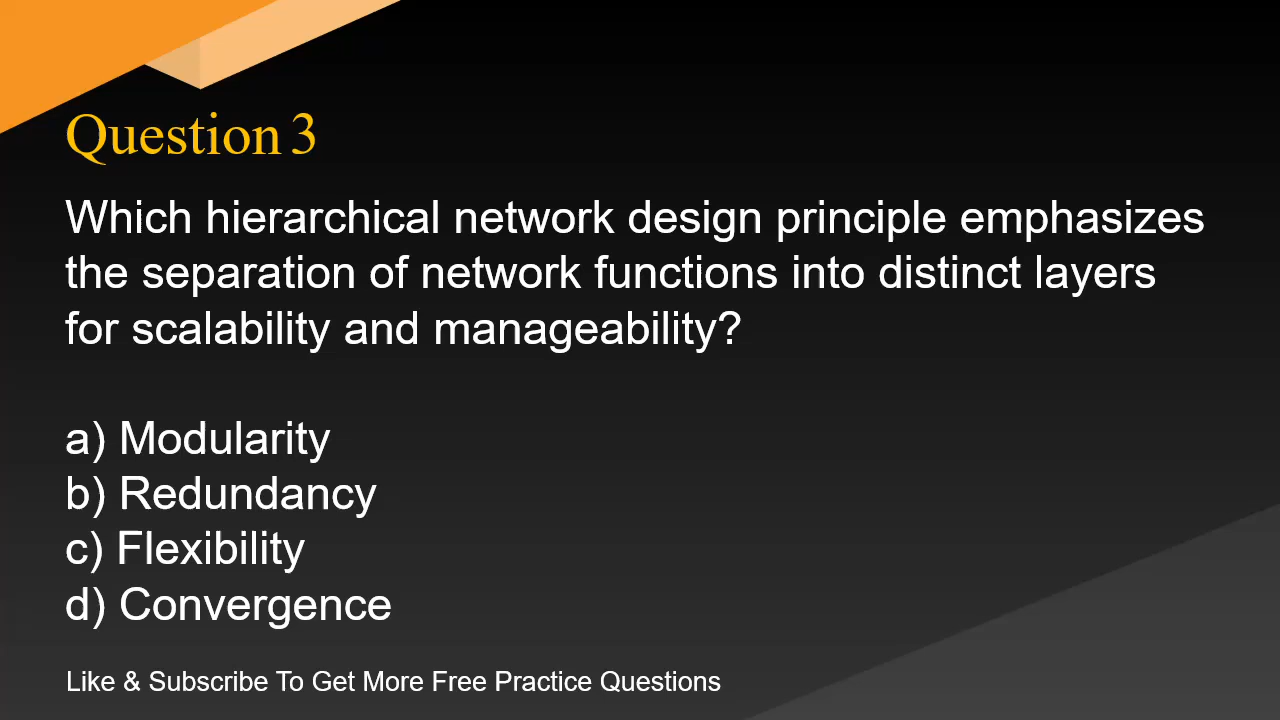 Question 3
Which hierarchical network design principle emphasizes
the separation of network functions into distinct layers
for scalability and manageability?
a) Modularity
b) Redundancy
c) Flexibility
d) Convergence
Like & Subscribe To Get More Free Practice Questions